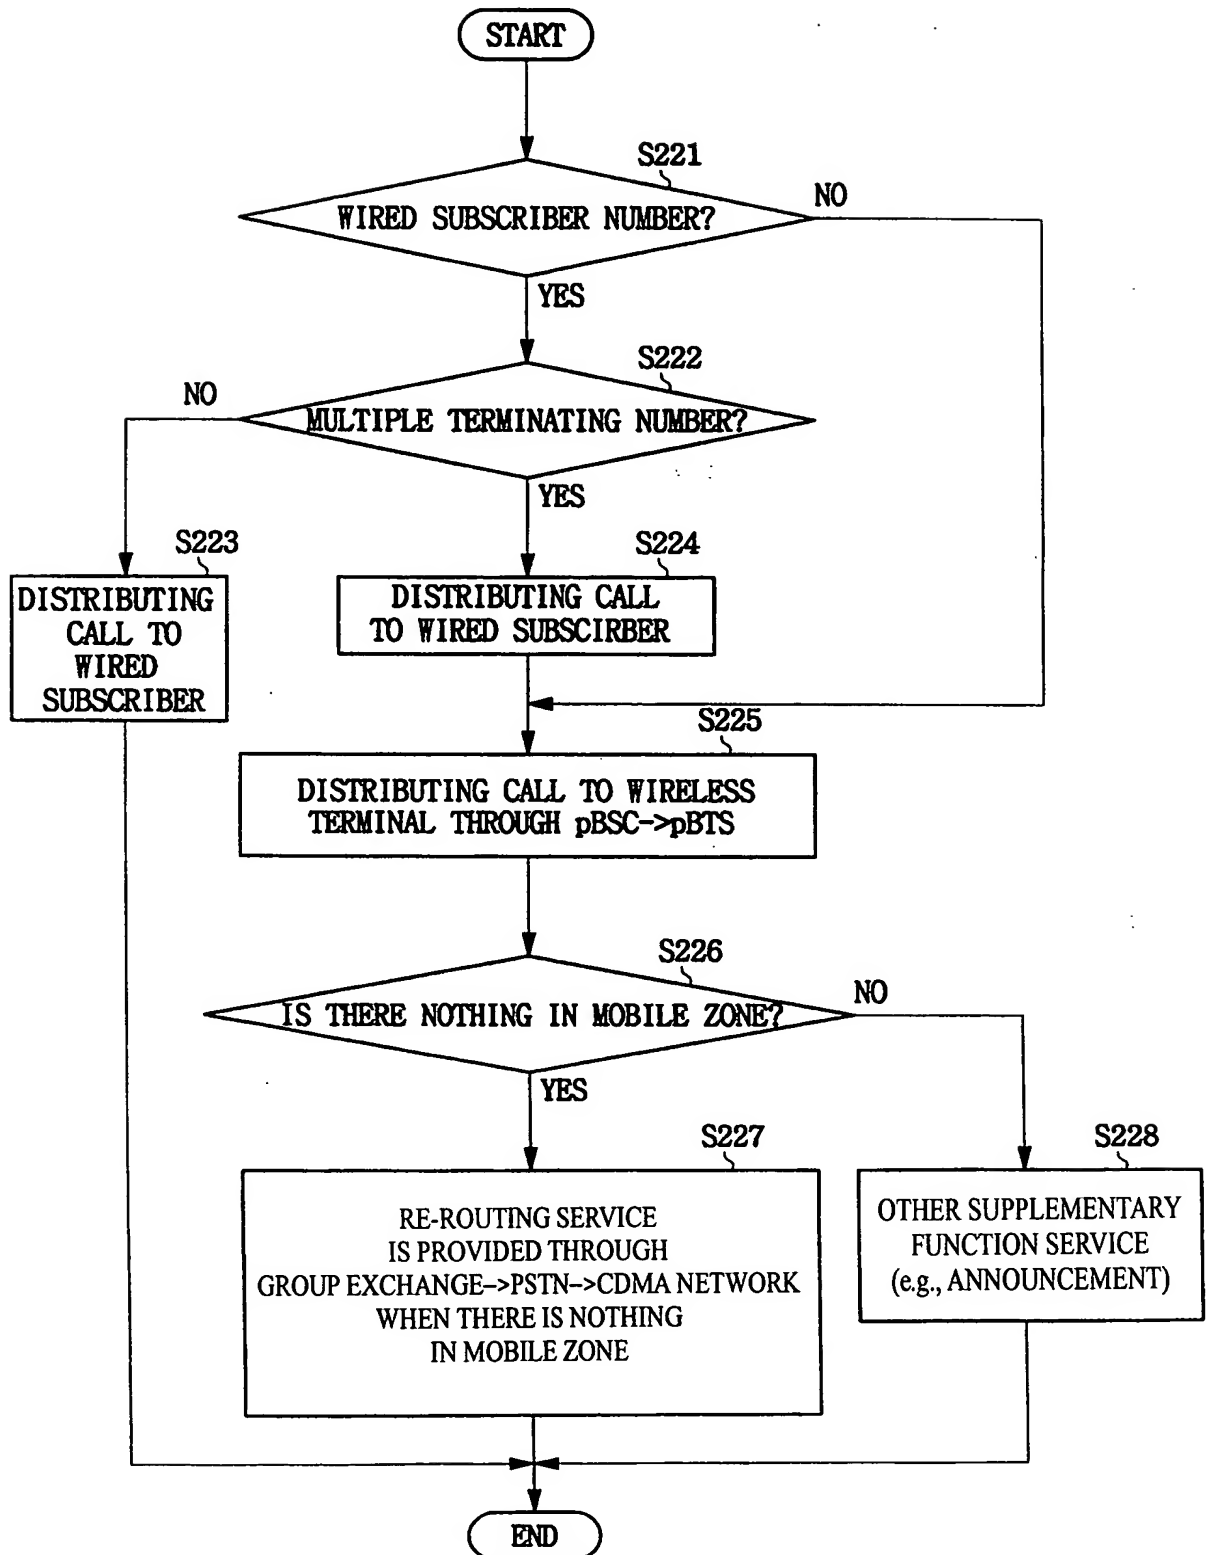 START
S221
WIRED SUBSCRIBER NUMBER?
NO
YES
S222
NO
MULTIPLE TERMINATING NUMBER?
YES
S223
DISTRIBUTING
CALL TO
WIRED
SUBSCRIBER
S224
DISTRIBUTING CALL
TO WIRED SUBSCIRBER
S225
DISTRIBUTING CALL TO WIRELESS
TERMINAL THROUGH pBSC->pBTS
S226
IS THERE NOTHING IN MOBILE ZONE?
NO
YES
S227
RE-ROUTING SERVICE
IS PROVIDED THROUGH
GROUP EXCHANGE->PSTN->CDMA NETWORK
WHEN THERE IS NOTHING
IN MOBILE ZONE
S228
OTHER SUPPLEMENTARY
FUNCTION SERVICE
(e.g., ANNOUNCEMENT)
END